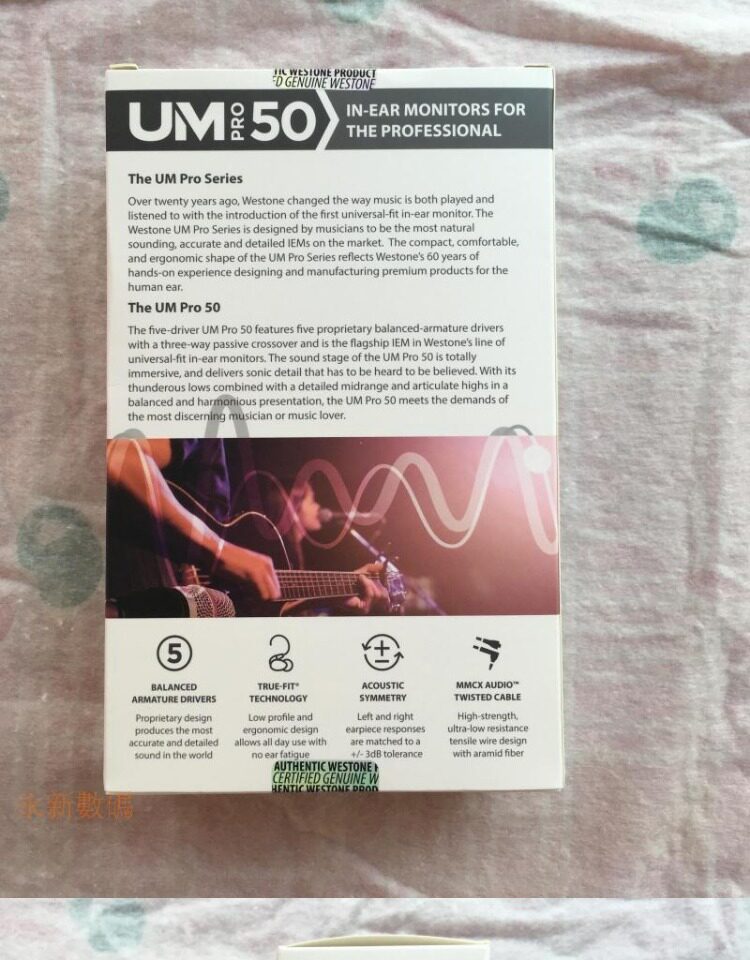 TIC WESTONE PRODUCT
D GENUINE WESTONE
UM PRO 50
IN-EAR MONITORS FOR
THE PROFESSIONAL
The UM Pro Series
Over twenty years ago, Westone changed the way music is both played and
listened to with the introduction of the first universal-fit in-ear monitor. The
Westone UM Pro Series is designed by musicians to be the most natural
sounding, accurate and detailed IEMs on the market. The compact, comfortable,
and ergonomic shape of the UM Pro Series reflects Westone's 60 years of
hands-on experience designing and manufacturing premium products for the
human ear.
The UM Pro 50
The five-driver UM Pro 50 features five proprietary balanced-armature drivers
with a three-way passive crossover and is the flagship IEM in Westone's line of
universal-fit in-ear monitors. The sound stage of the UM Pro 50 is totally
immersive, and delivers sonic detail that has to be heard to be believed. With its
thunderous lows combined with a detailed midrange and articulate highs in a
balanced and harmonious presentation, the UM Pro 50 meets the demands of
the most discerning musician or music lover.
5
BALANCED
ARMATURE DRIVERS
Proprietary design
produces the most
accurate and detailed
sound in the world
TRUE-FIT®
TECHNOLOGY
Low profile and
ergonomic design
allows all day use with
no ear fatigue
ACOUSTIC
SYMMETRY
Left and right
earpiece responses
are matched to a
+/- 3dB tolerance
MMCX AUDIO™
TWISTED CABLE
High-strength,
ultra-low resistance
tensile wire design
with aramid fiber
AUTHENTIC WESTONE
CERTIFIED GENUINE W
HENTIC WESTONE PROD
永新數碼